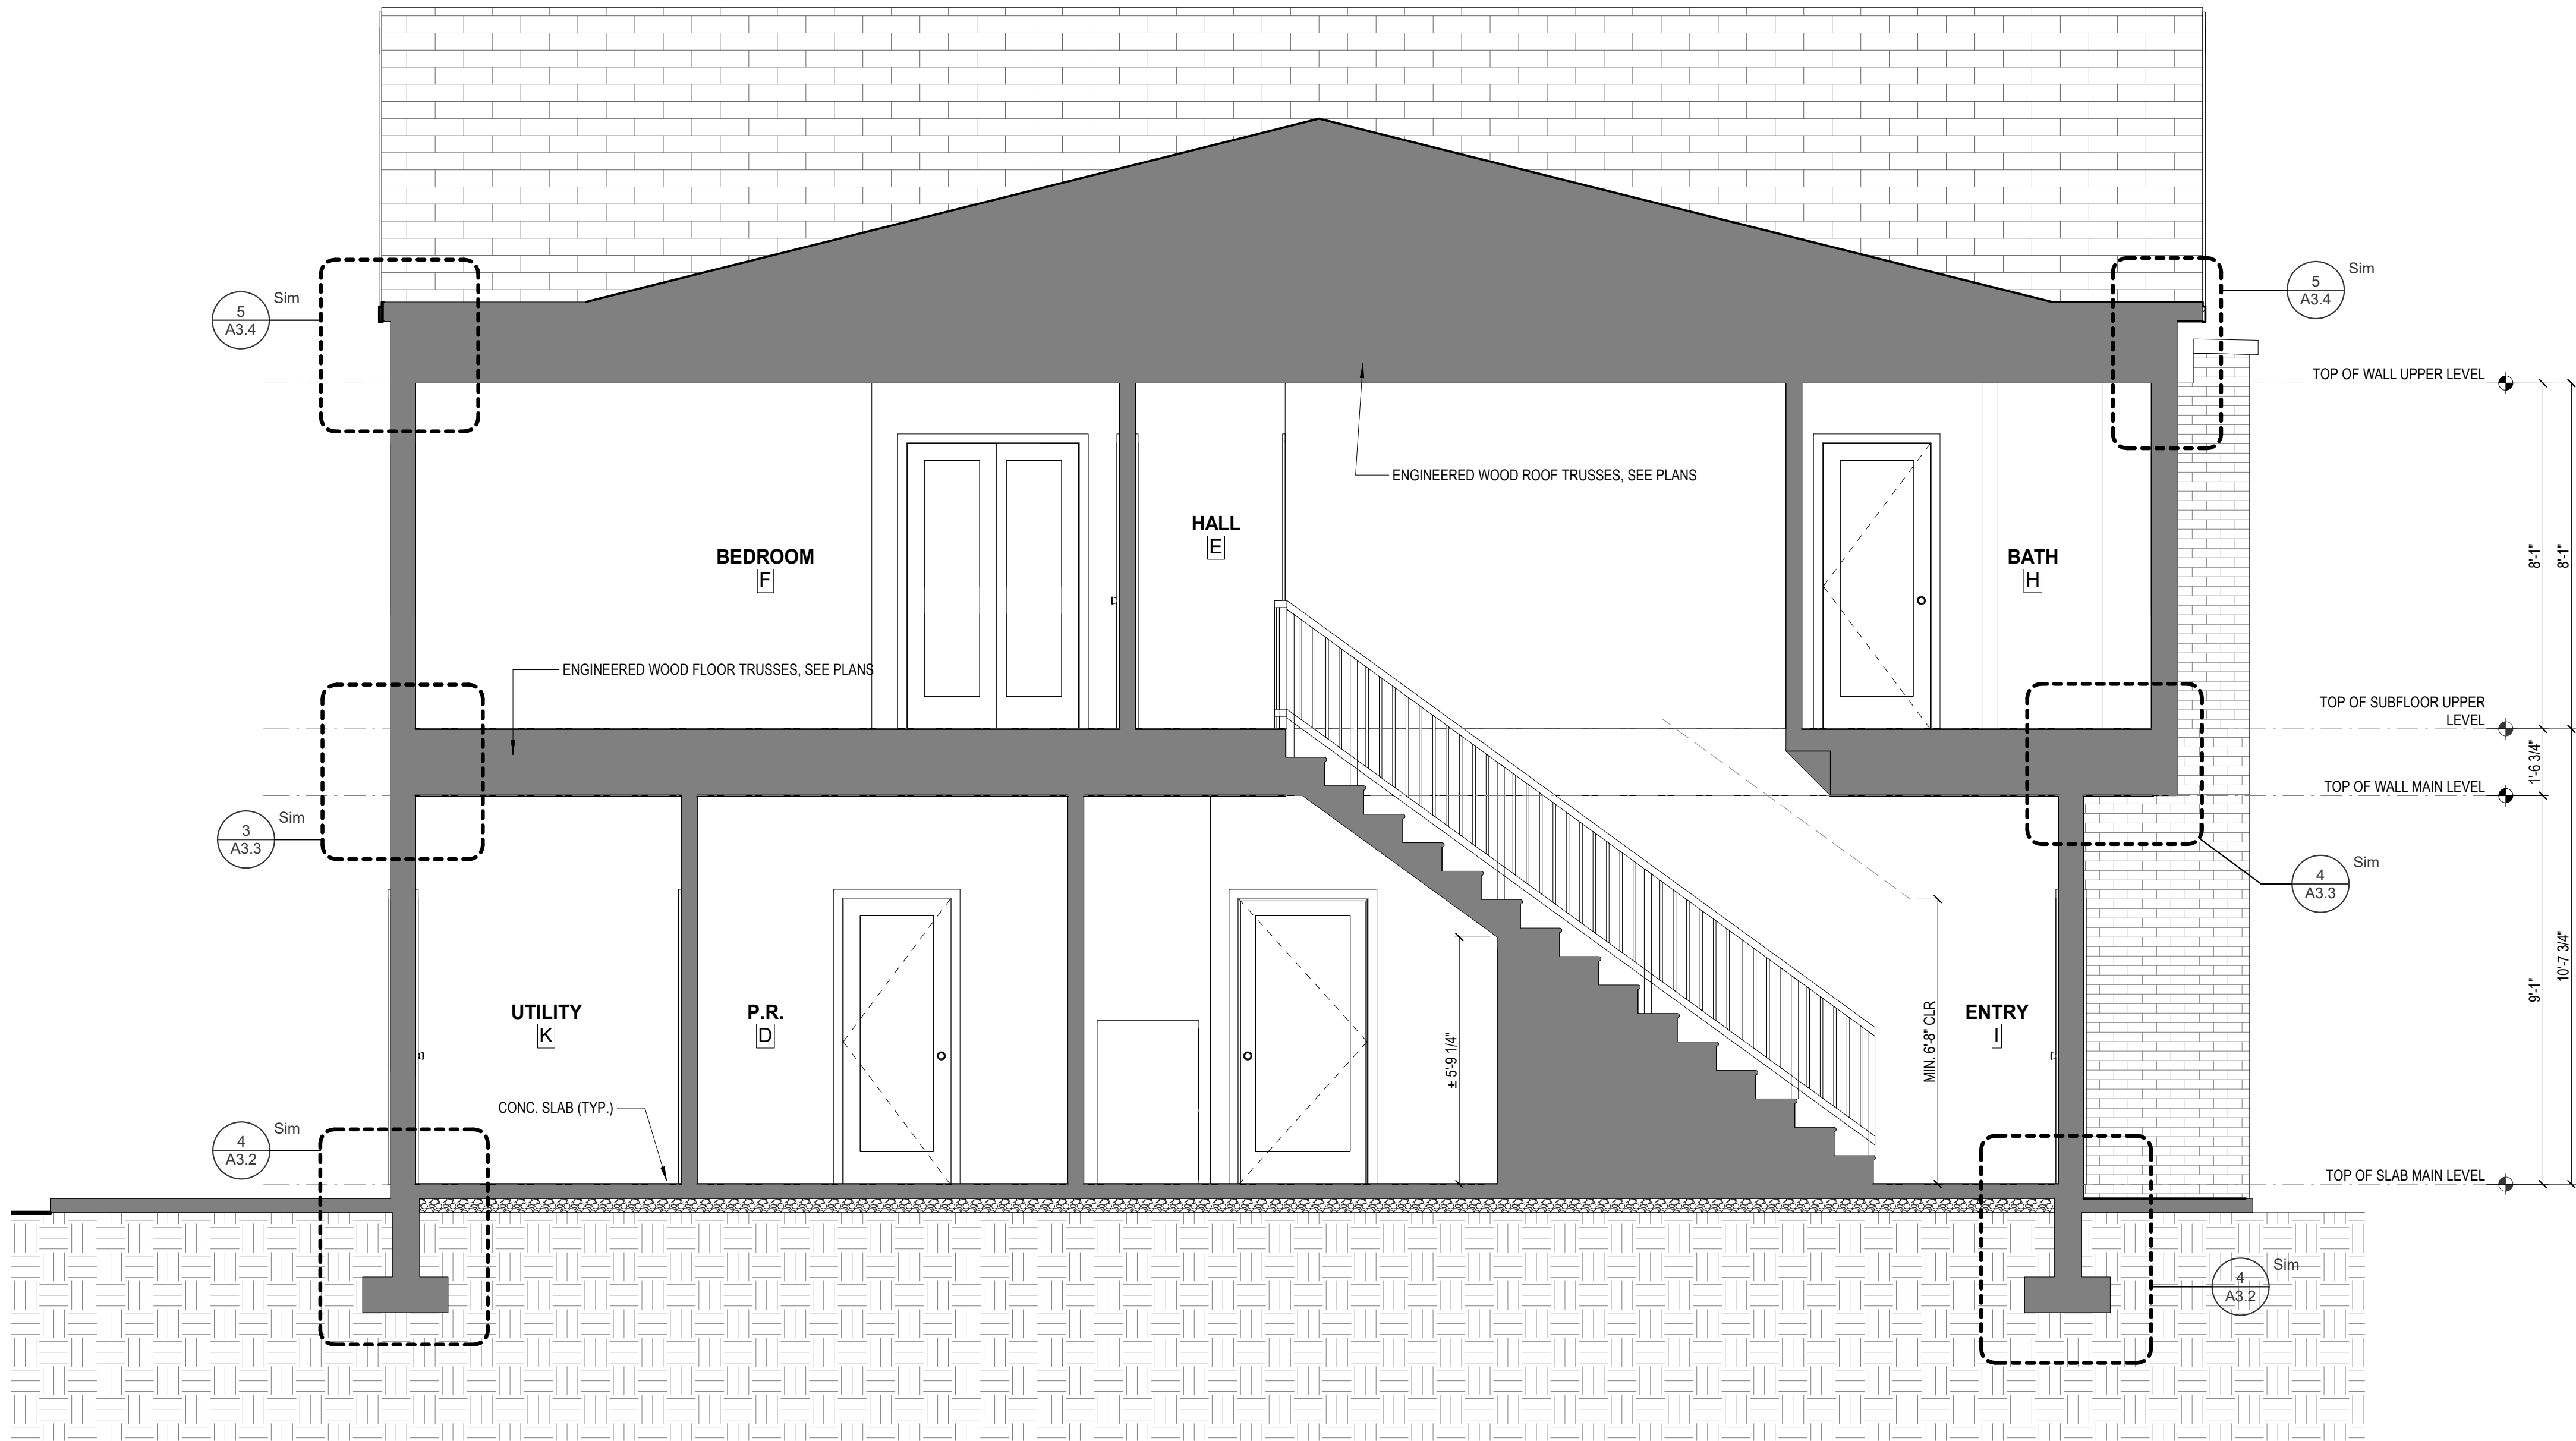 Sim
5
A3.4
Sim
5
A3.4
TOP OF WALL UPPER LEVEL
ENGINEERED WOOD ROOF TRUSSES, SEE PLANS
HALL
E
BEDROOM
F
BATH
H
8'-1"
8'-1"
ENGINEERED WOOD FLOOR TRUSSES, SEE PLANS
TOP OF SUBFLOOR UPPER
LEVEL
1'-6 3/4"
TOP OF WALL MAIN LEVEL
Sim
3
A3.3
Sim
4
A3.3
10'-7 3/4"
9'-1"
UTILITY
K
P.R.
D
± 5'-9 1/4"
MIN. 6'-8" CLR
ENTRY
I
CONC. SLAB (TYP.)
Sim
4
A3.2
TOP OF SLAB MAIN LEVEL
Sim
4
A3.2